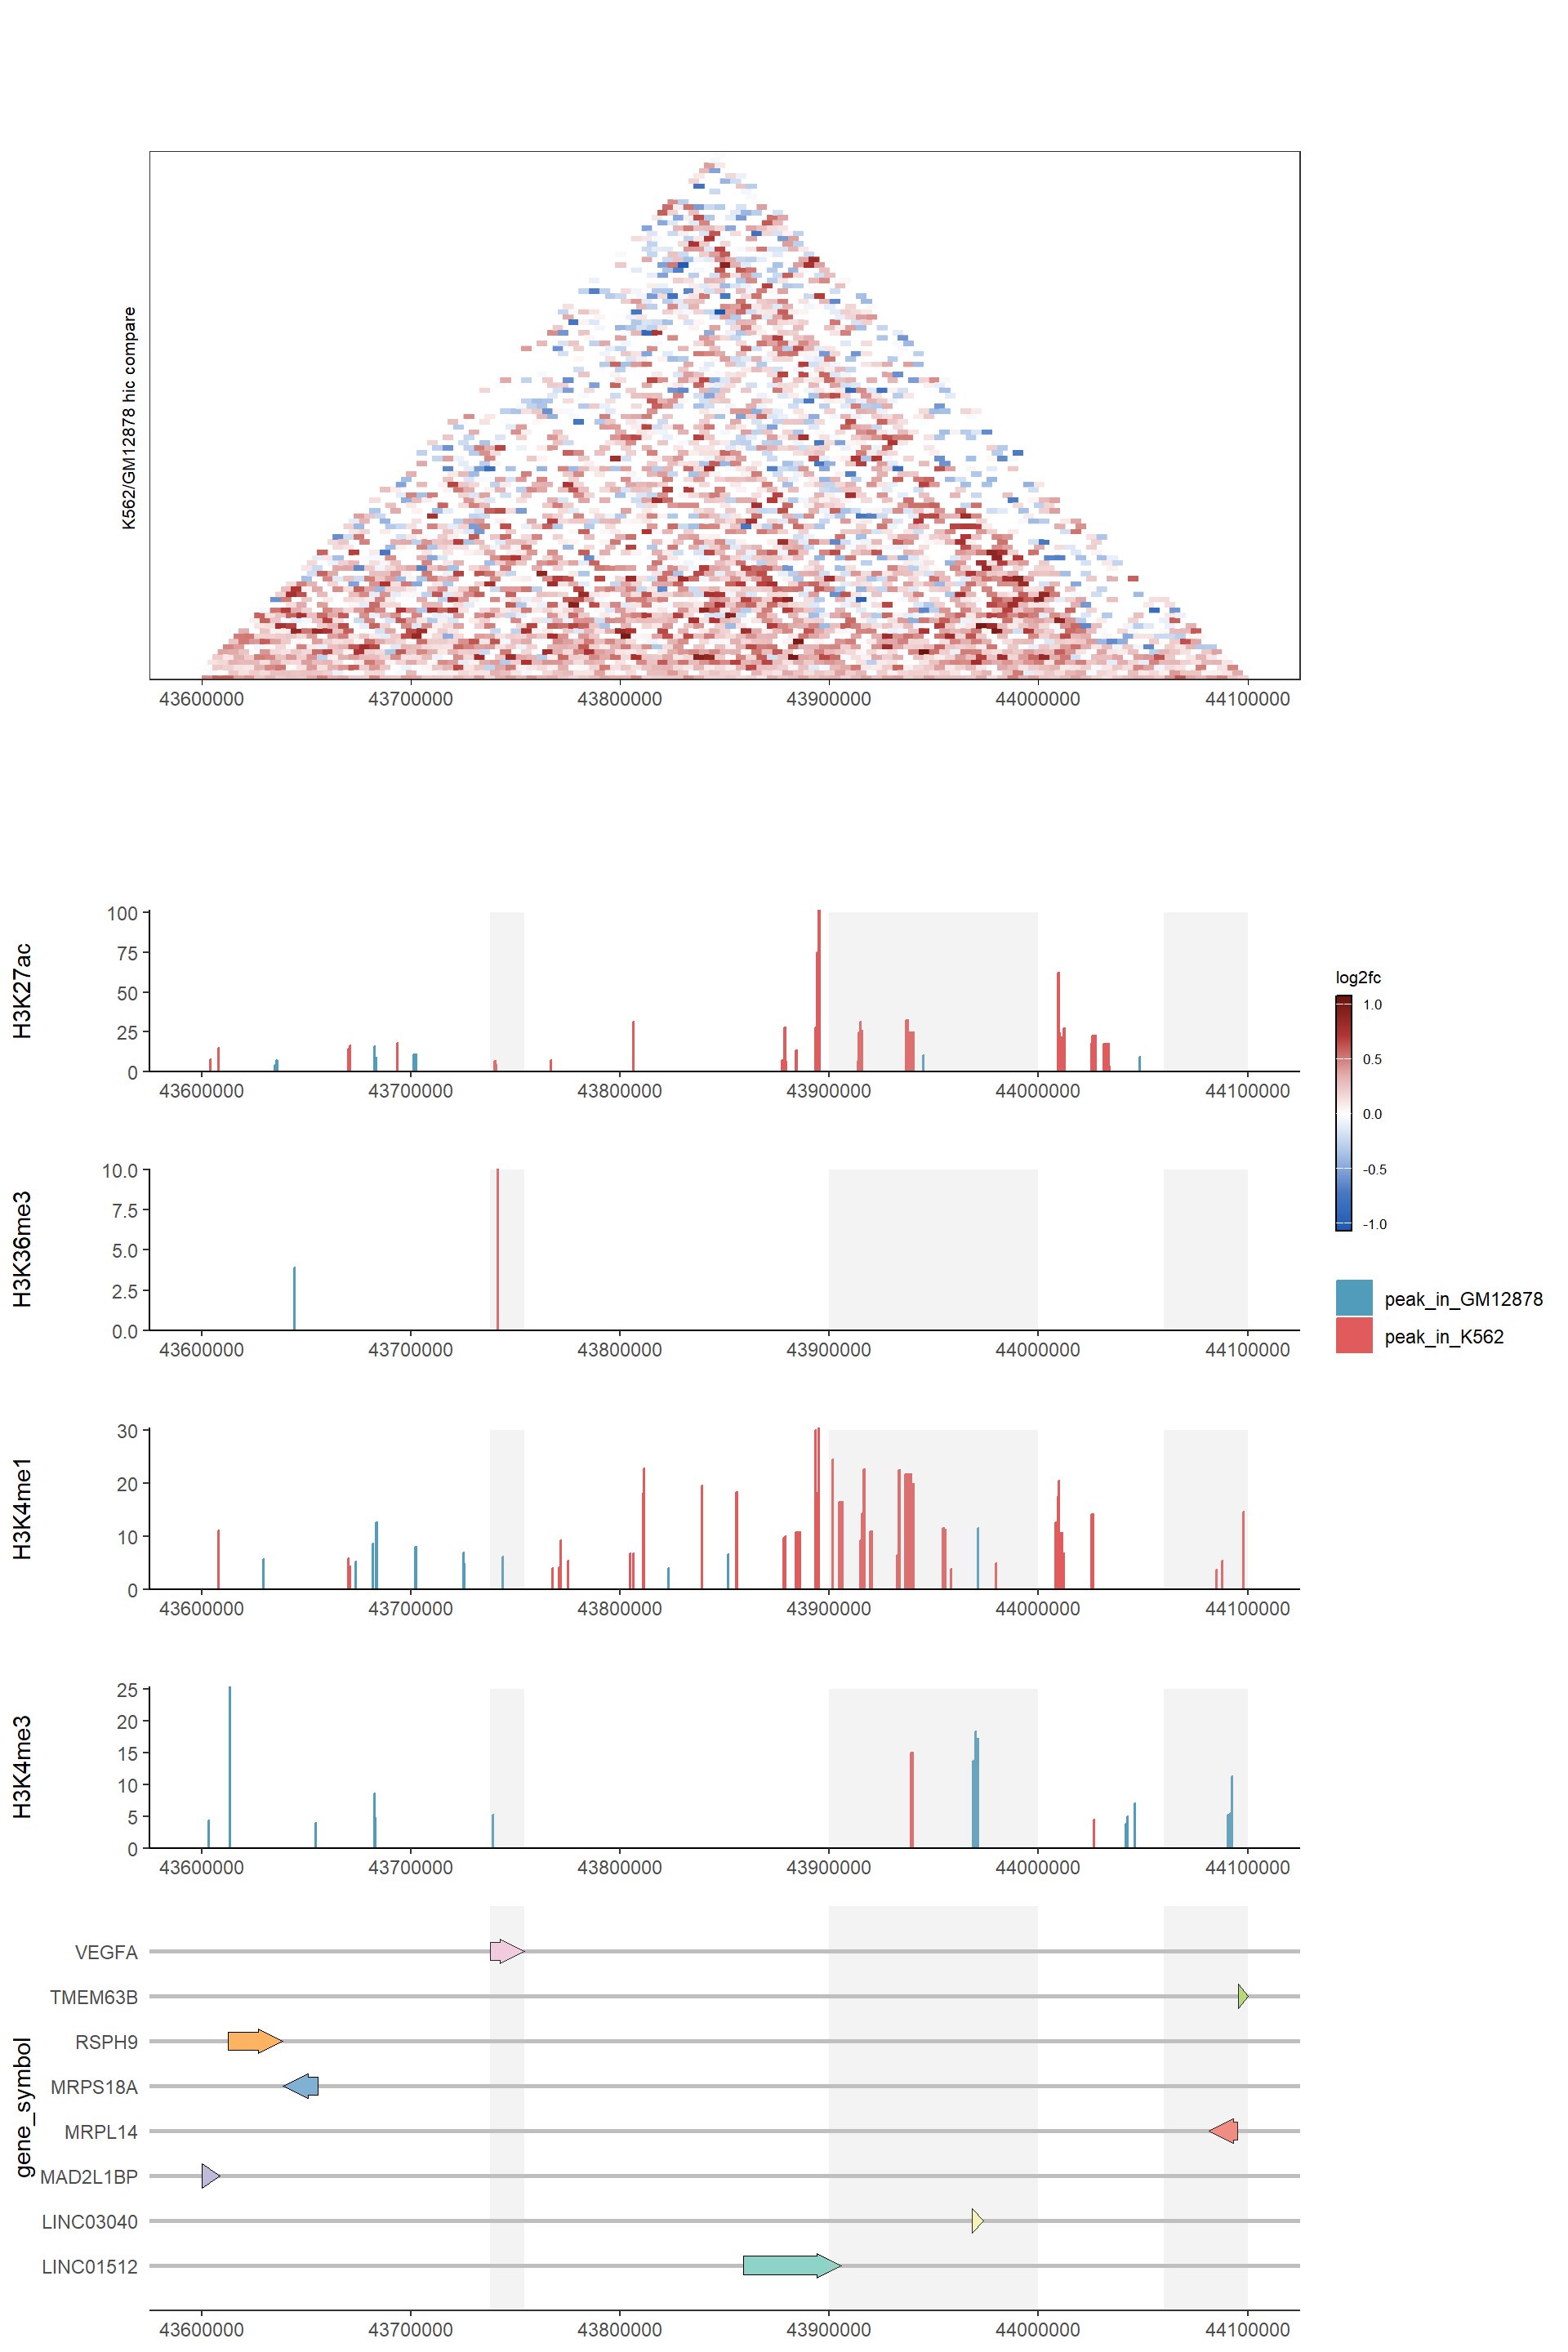 K562/GM12878 hic compare
43600000 43700000 43800000 43900000 44000000 44100000
H3K27ac
100
75
50
25
0
43600000 43700000 43800000 43900000 44000000 44100000
H3K36me3
10.0
7.5
5.0
2.5
0.0
43600000 43700000 43800000 43900000 44000000 44100000
H3K4me1
30
20
10
0
43600000 43700000 43800000 43900000 44000000 44100000
H3K4me3
25
20
15
10
5
0
43600000 43700000 43800000 43900000 44000000 44100000
gene_symbol
VEGFA
TMEM63B
RSPH9
MRPS18A
MRPL14
MAD2L1BP
LINC03040
LINC01512
43600000 43700000 43800000 43900000 44000000 44100000
log2fc
1.0
0.5
0.0
-0.5
-1.0
peak_in_GM12878
peak_in_K562